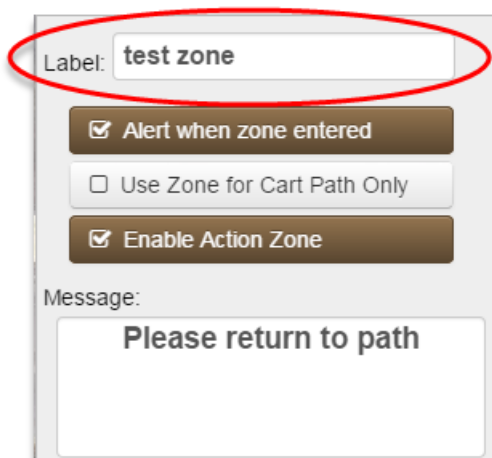 Label: test zone
Alert when zone entered
Use Zone for Cart Path Only
Enable Action Zone
Message:
Please return to path